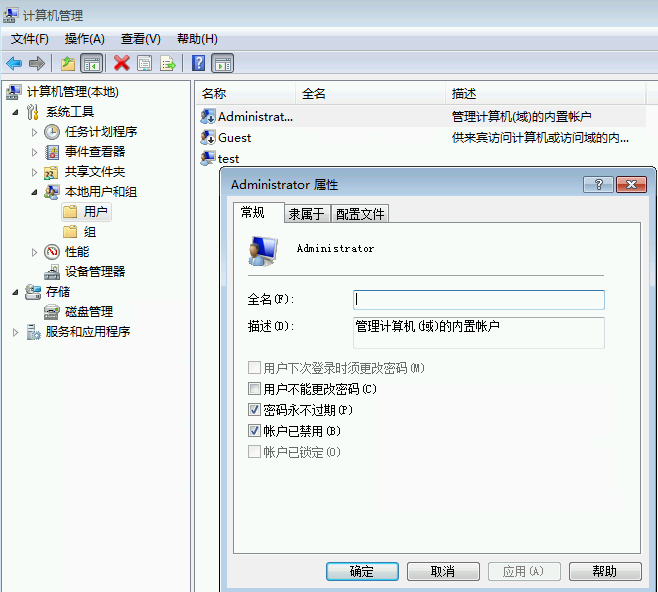 计算机管理
文件(F) 操作(A) 查看(V) 帮助(H)
计算机管理(本地)
系统工具
任务计划程序
事件查看器
共享文件夹
本地用户和组
用户
组
性能
设备管理器
存储
磁盘管理
服务和应用程序
名称 全名 描述
Administrat... 管理计算机(域)的内置帐户
Guest 供来宾访问计算机或访问域的内...
test
Administrator 属性
常规 隶属于 配置文件
Administrator
全名(F):
描述(D): 管理计算机(域)的内置帐户
用户下次登录时须更改密码(M)
用户不能更改密码(C)
密码永不过期(P)
帐户已禁用(B)
帐户已锁定(O)
确定 取消 应用(A) 帮助